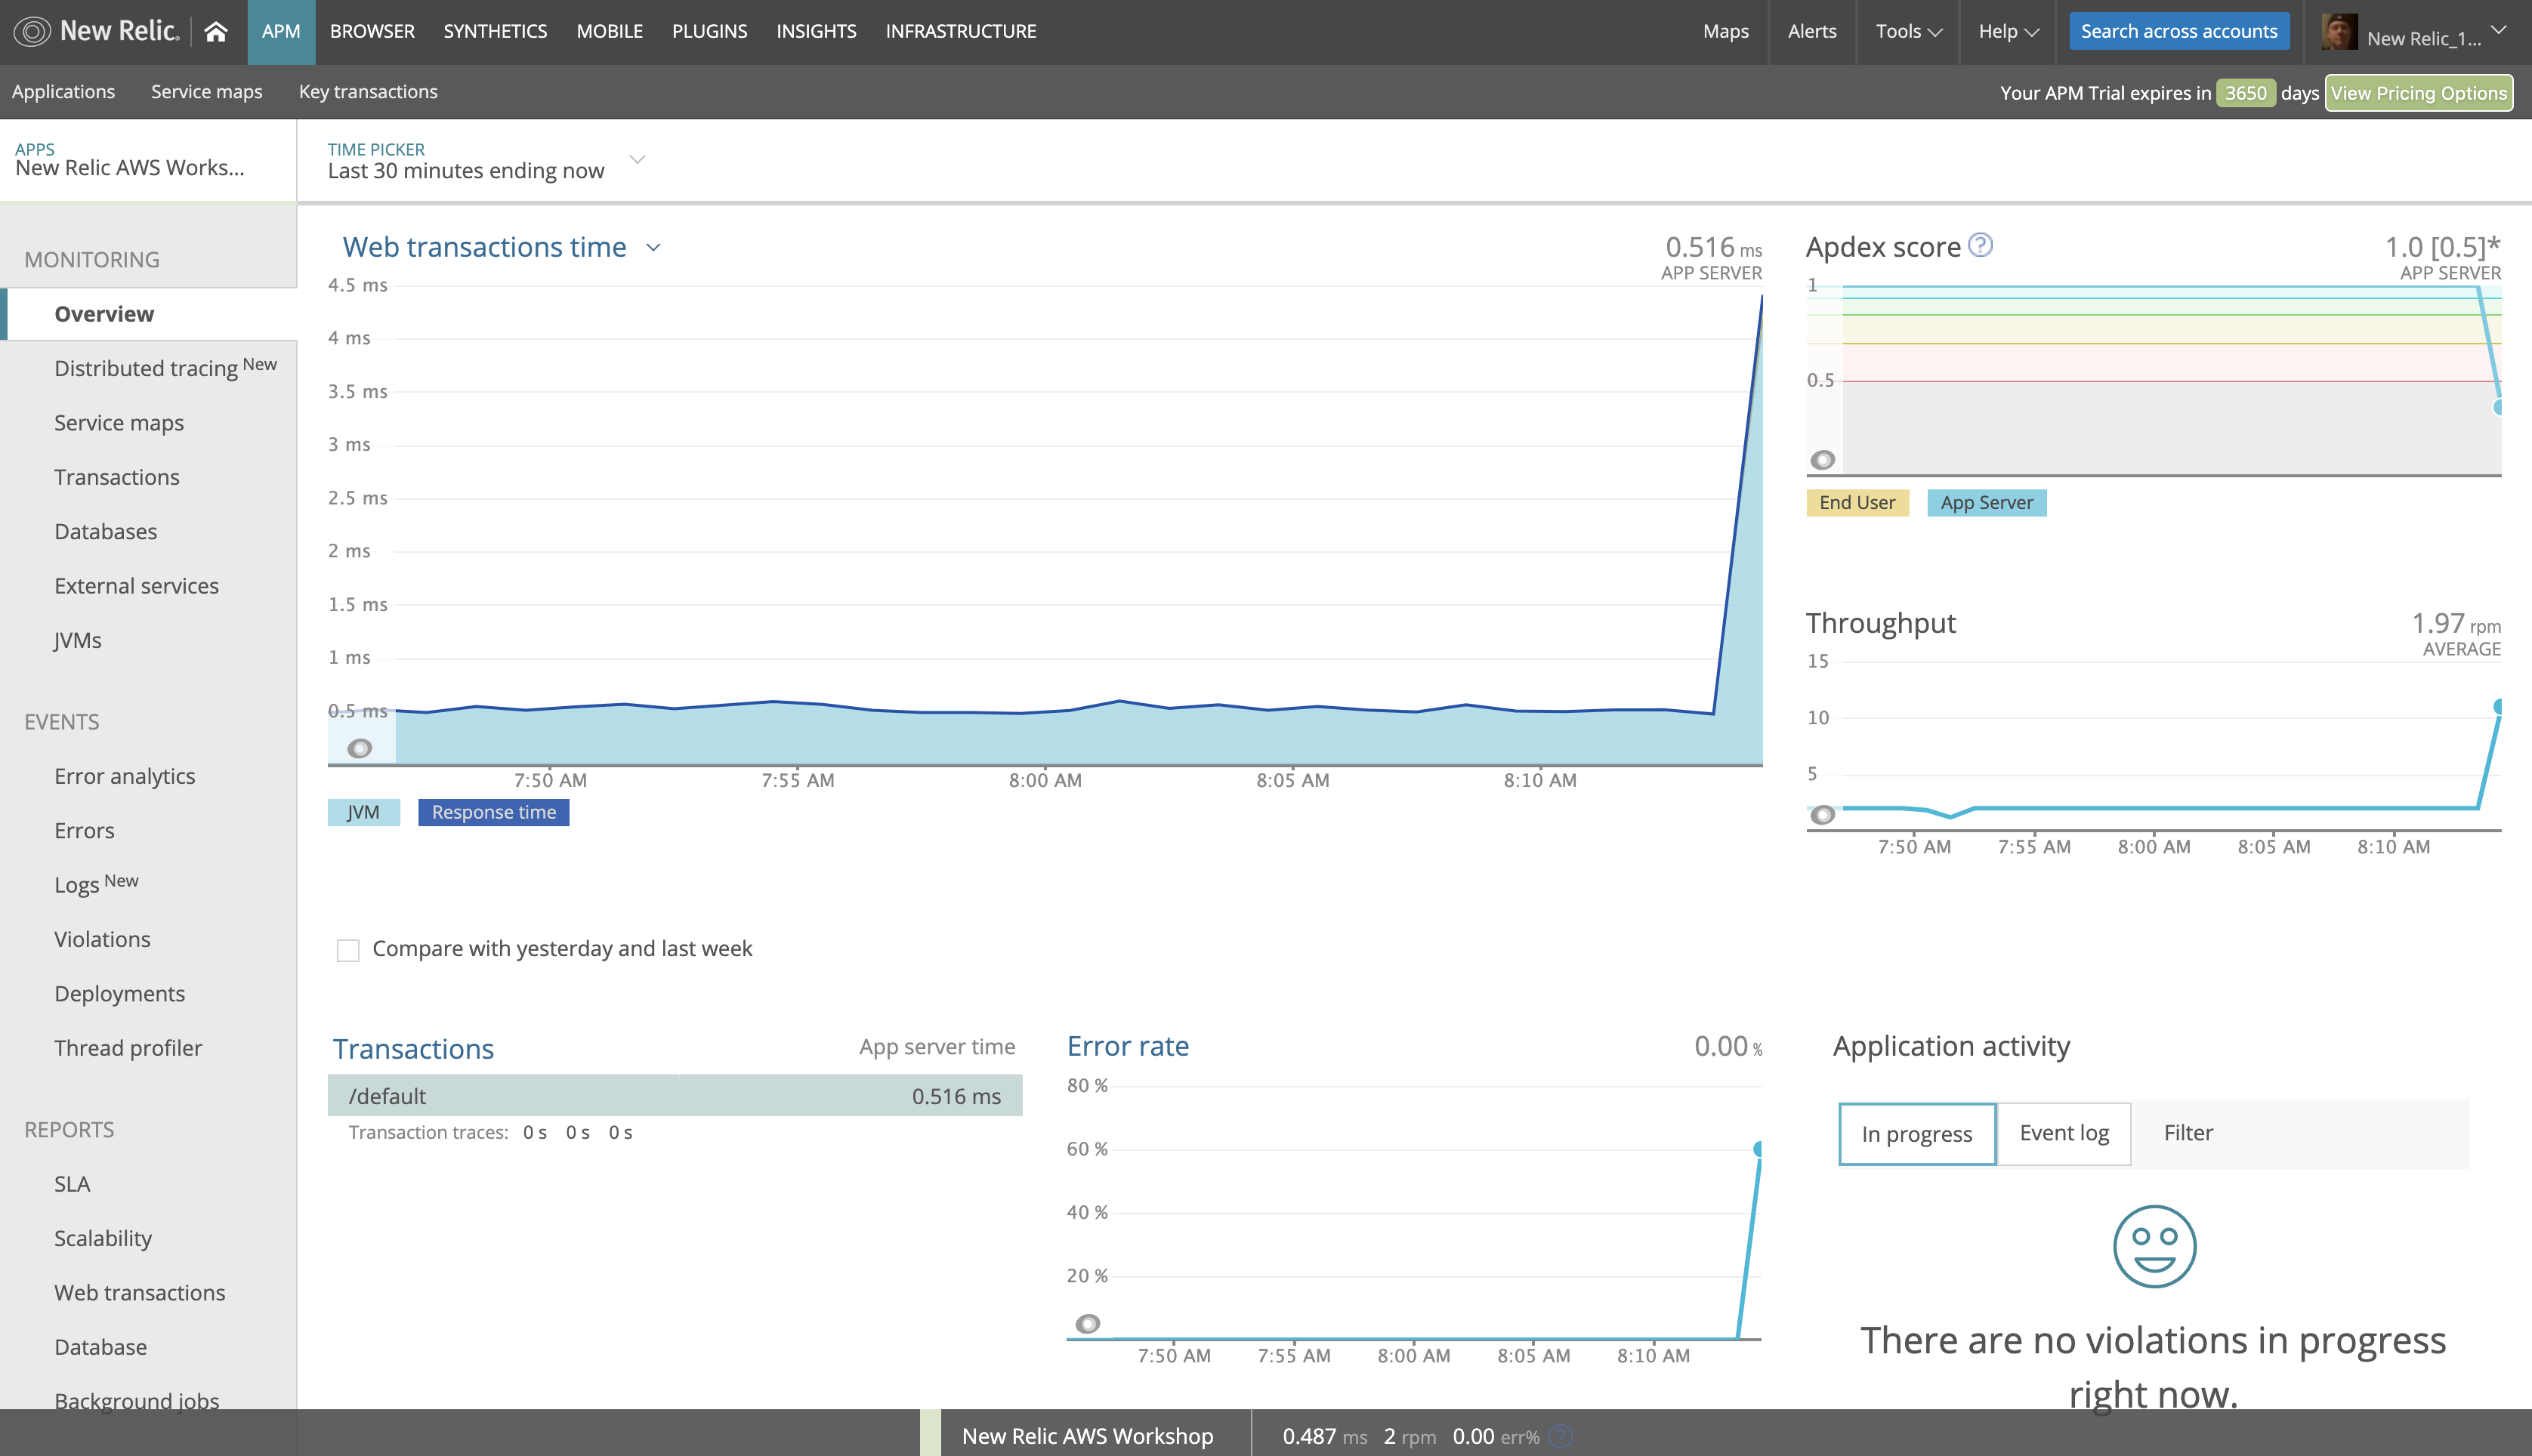 New Relic.
APM BROWSER SYNTHETICS MOBILE PLUGINS INSIGHTS INFRASTRUCTURE
Maps Alerts Tools Help Search across accounts New Relic_1...
Applications Service maps Key transactions
Your APM Trial expires in 3650 days View Pricing Options
APPS
New Relic AWS Works...
TIME PICKER
Last 30 minutes ending now
MONITORING
Overview
Distributed tracing New
Service maps
Transactions
Databases
External services
JVMs
EVENTS
Error analytics
Errors
Logs New
Violations
Deployments
Thread profiler
REPORTS
SLA
Scalability
Web transactions
Database
Background jobs
Web transactions time
0.516 ms
APP SERVER
4.5 ms
4 ms
3.5 ms
3 ms
2.5 ms
2 ms
1.5 ms
1 ms
0.5 ms
7:50 AM 7:55 AM 8:00 AM 8:05 AM 8:10 AM
JVM Response time
Compare with yesterday and last week
Apdex score ?
1.0 [0.5]*
APP SERVER
1
0.5
End User App Server
Throughput
1.97 rpm
AVERAGE
15
10
5
7:50 AM 7:55 AM 8:00 AM 8:05 AM 8:10 AM
Transactions App server time
/default 0.516 ms
Transaction traces: 0 s 0 s 0 s
Error rate 0.00 %
80 %
60 %
40 %
20 %
7:50 AM 7:55 AM 8:00 AM 8:05 AM 8:10 AM
Application activity
In progress Event log Filter
There are no violations in progress
right now.
New Relic AWS Workshop 0.487 ms 2 rpm 0.00 err% ?